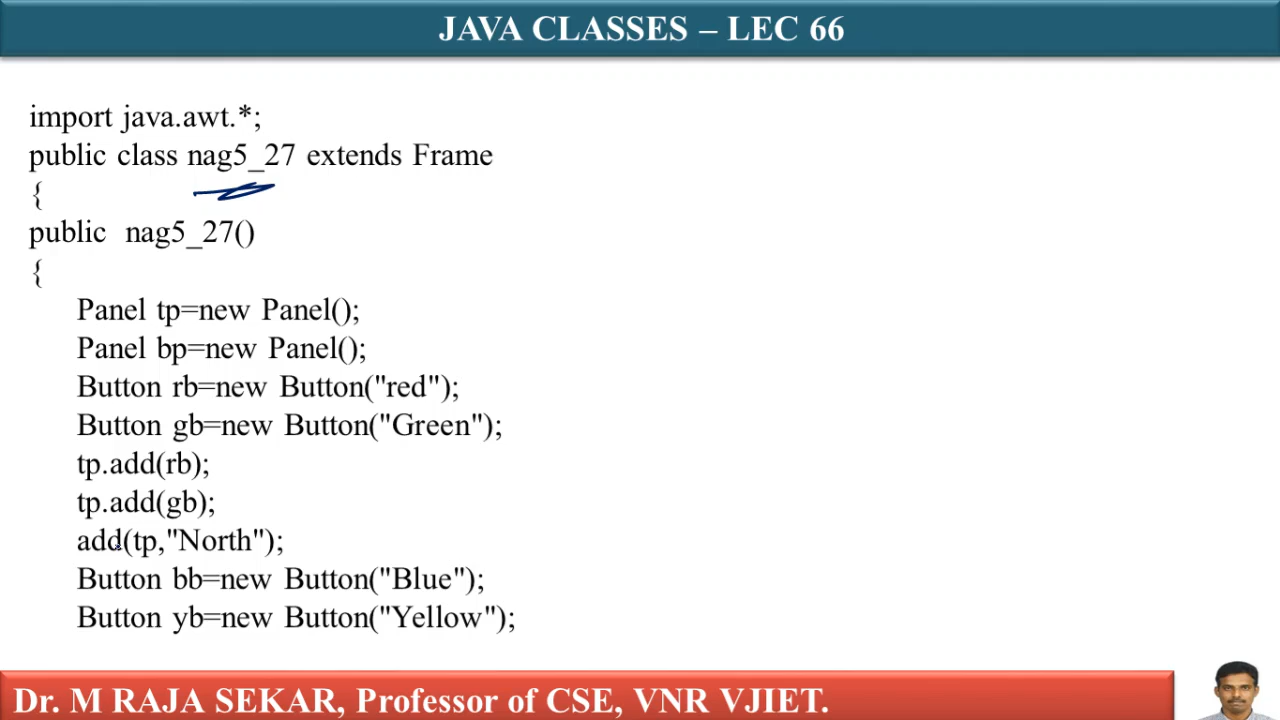 JAVA CLASSES – LEC 66
import java.awt.*;
public class nag5_27 extends Frame
{
public nag5_27()
{
Panel tp=new Panel();
Panel bp=new Panel();
Button rb=new Button("red");
Button gb=new Button("Green");
tp.add(rb);
tp.add(gb);
add(tp,"North");
Button bb=new Button("Blue");
Button yb=new Button("Yellow");
Dr. M RAJA SEKAR, Professor of CSE, VNR VJIET.